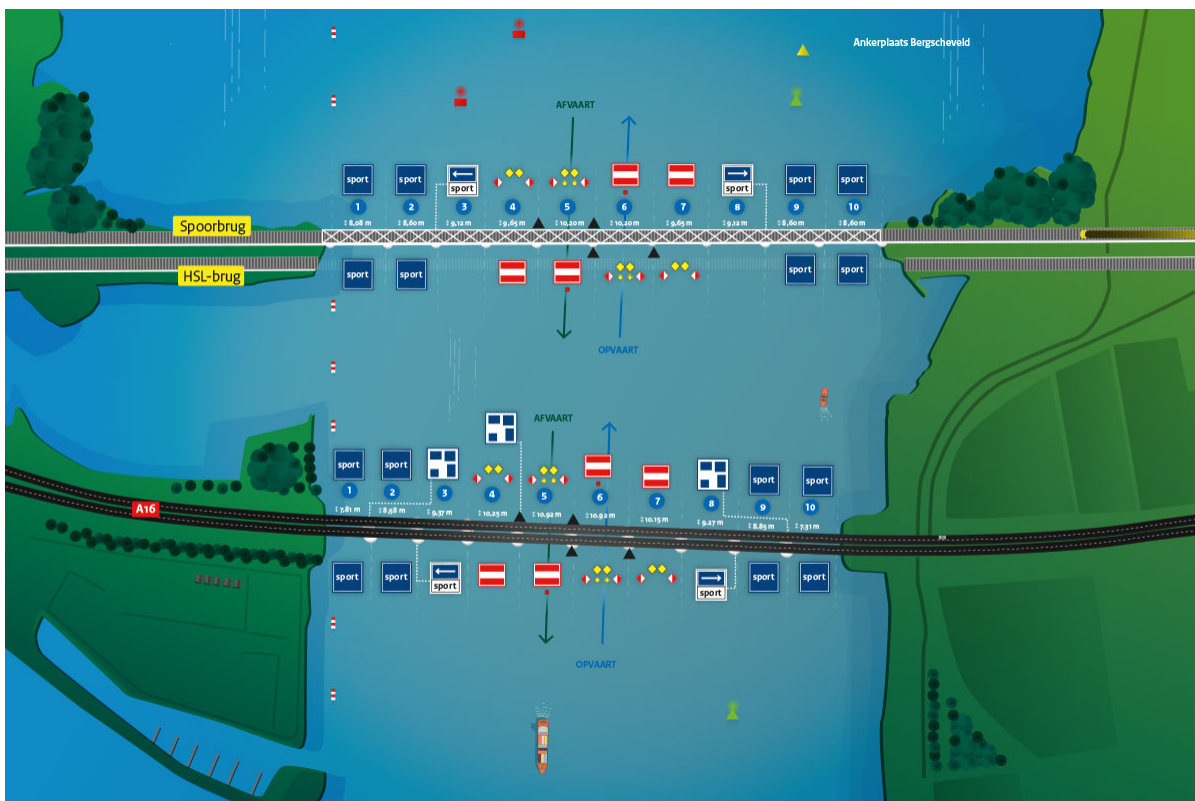 Ankerplaats Bergscheveld
AFVAART
sport sport sport sport sport sport
1 2 3 4 5 6 7 8 9 10
↕8,08 m ↕8,60 m ↕9,12 m ↕9,65 m ↕10,20 m ↕10,20 m ↕9,65 m ↕9,12 m ↕8,60 m ↕8,60 m
Spoorbrug
HSL-brug
sport sport sport sport
OPVAART
AFVAART
sport sport sport sport
1 2 3 4 5 6 7 8 9 10
↕7,81 m ↕8,58 m ↕9,37 m ↕10,25 m ↕10.92 m ↕10.92 m ↕10.15 m ↕9.27 m ↕8,85 m ↕7.31 m
A16
sport sport sport sport sport sport
OPVAART